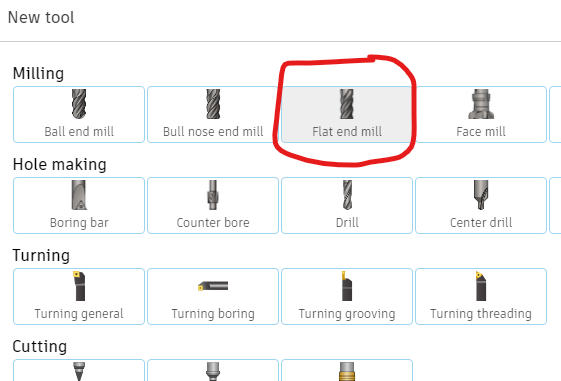 New tool
Milling
Ball end mill Bull nose end mill Flat end mill Face mill
Hole making
Boring bar Counter bore Drill Center drill
Turning
Turning general Turning boring Turning grooving Turning threading
Cutting